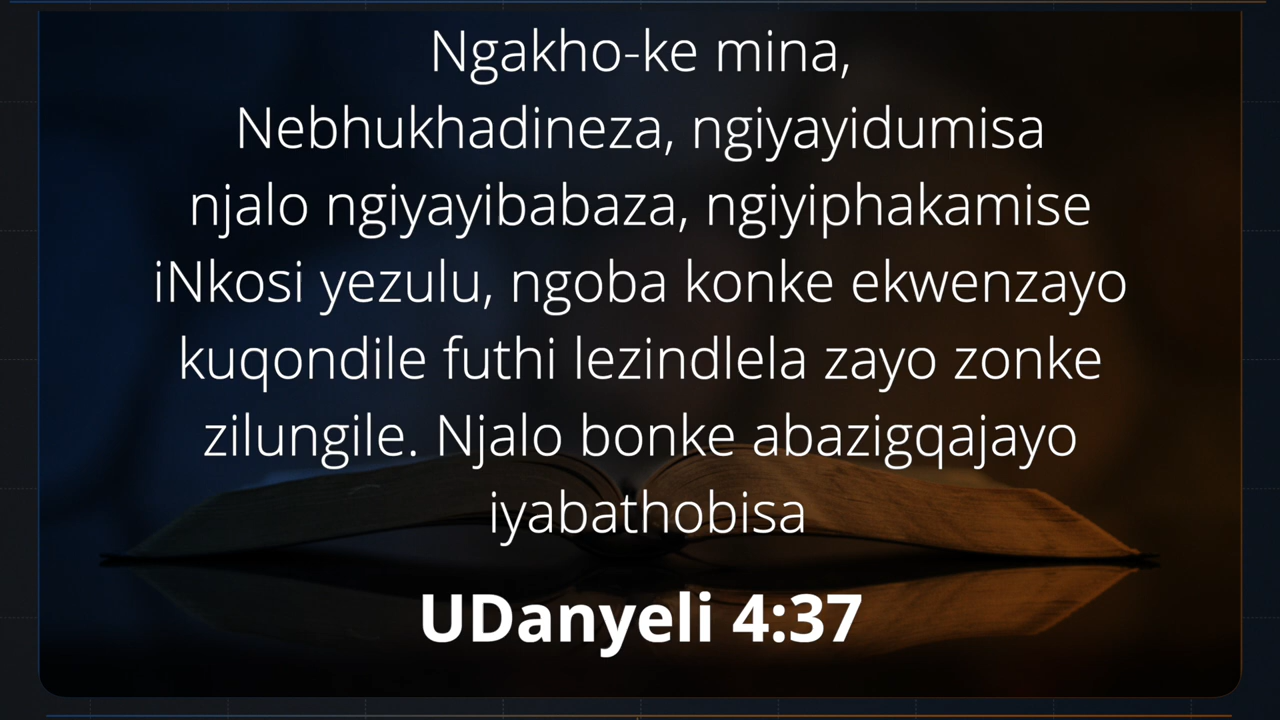 Ngakho-ke mina,
Nebhukhadineza, ngiyayidumisa
njalo ngiyayibabaza, ngiyiphakamise
iNkosi yezulu, ngoba konke ekwenzayo
kuqondile futhi lezindlela zayo zonke
zilungile. Njalo bonke abazigqajayo
iyabathobisa
UDanyeli 4:37